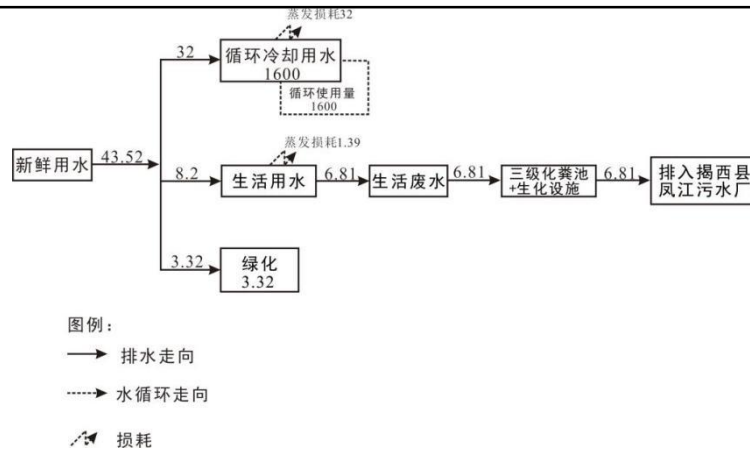 蒸发损耗32
32
循环冷却用水
1600
循环使用量
1600
新鲜用水
43.52
蒸发损耗1.39
8.2
生活用水
6.81
生活废水
6.81
三级化粪池
+生化设施
6.81
排入揭西县
凤江污水厂
3.32
绿化
3.32
图例：
排水走向
水循环走向
损耗